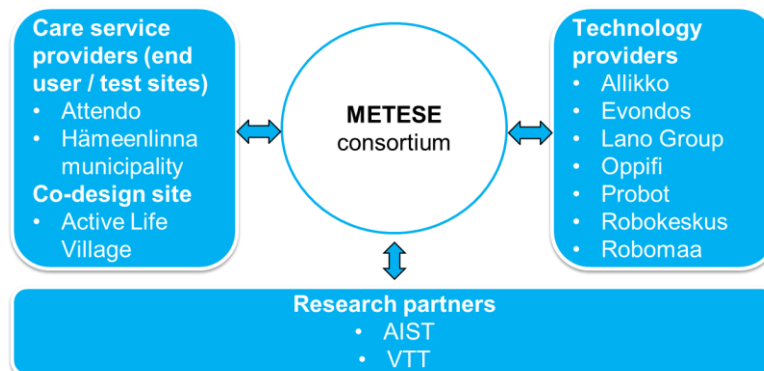 Care service
providers (end
user / test sites)
• Attendo
• Hämeenlinna
municipality
Co-design site
• Active Life
Village
METESE
consortium
Technology
providers
• Allikko
• Evondos
• Lano Group
• Oppifi
• Probot
• Robokeskus
• Robomaa
Research partners
• AIST
• VTT